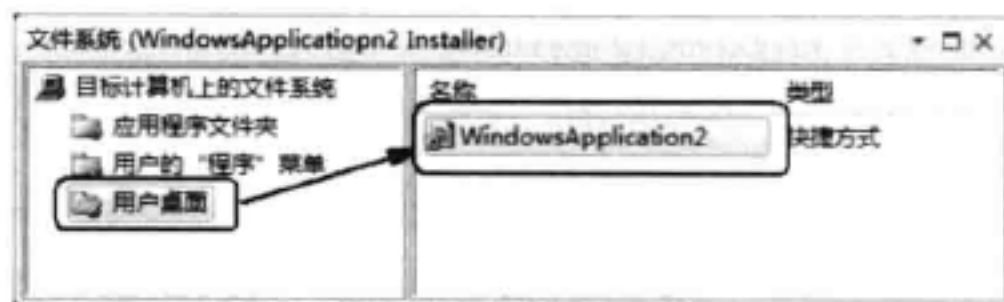 文件系统 (WindowsApplicatiopn2 Installer)
目标计算机上的文件系统
应用程序文件夹
用户的 "程序" 菜单
用户桌面
名称 类型
WindowsApplication2 快捷方式